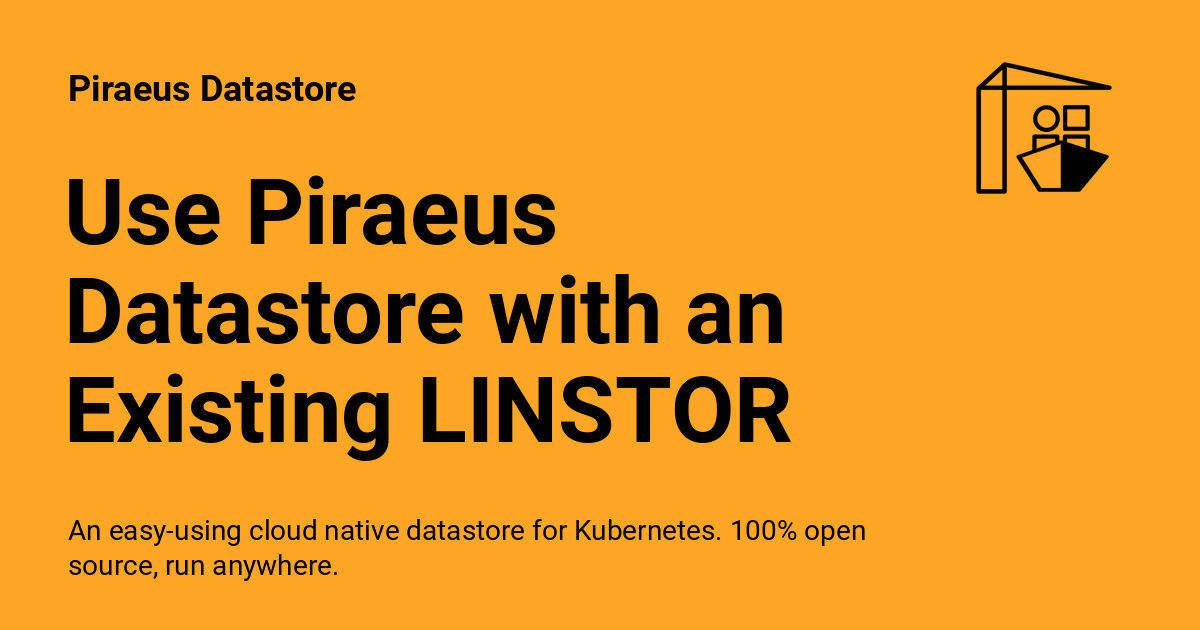 Piraeus Datastore
Use Piraeus
Datastore with an
Existing LINSTOR
An easy-using cloud native datastore for Kubernetes. 100% open
source, run anywhere.